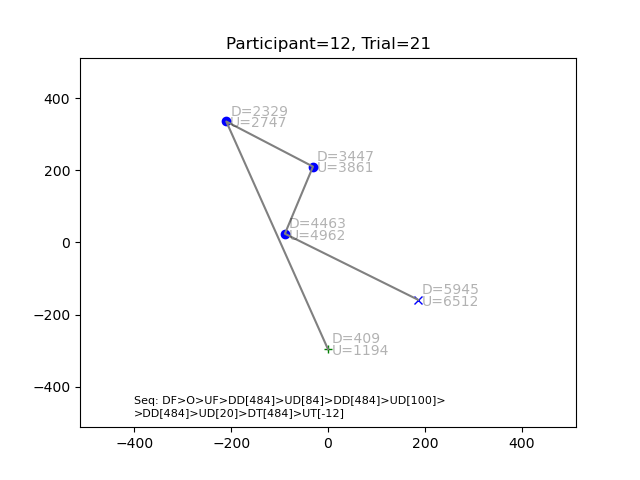 Participant=12, Trial=21
400
200
0
−200
−400
−400
−200
0
200
400
D=2329
U=2747
D=3447
U=3861
D=4463
U=4962
D=5945
U=6512
D=409
U=1194
Seq: DF>O>UF>DD[484]>UD[84]>DD[484]>UD[100]>
>DD[484]>UD[20]>DT[484]>UT[-12]